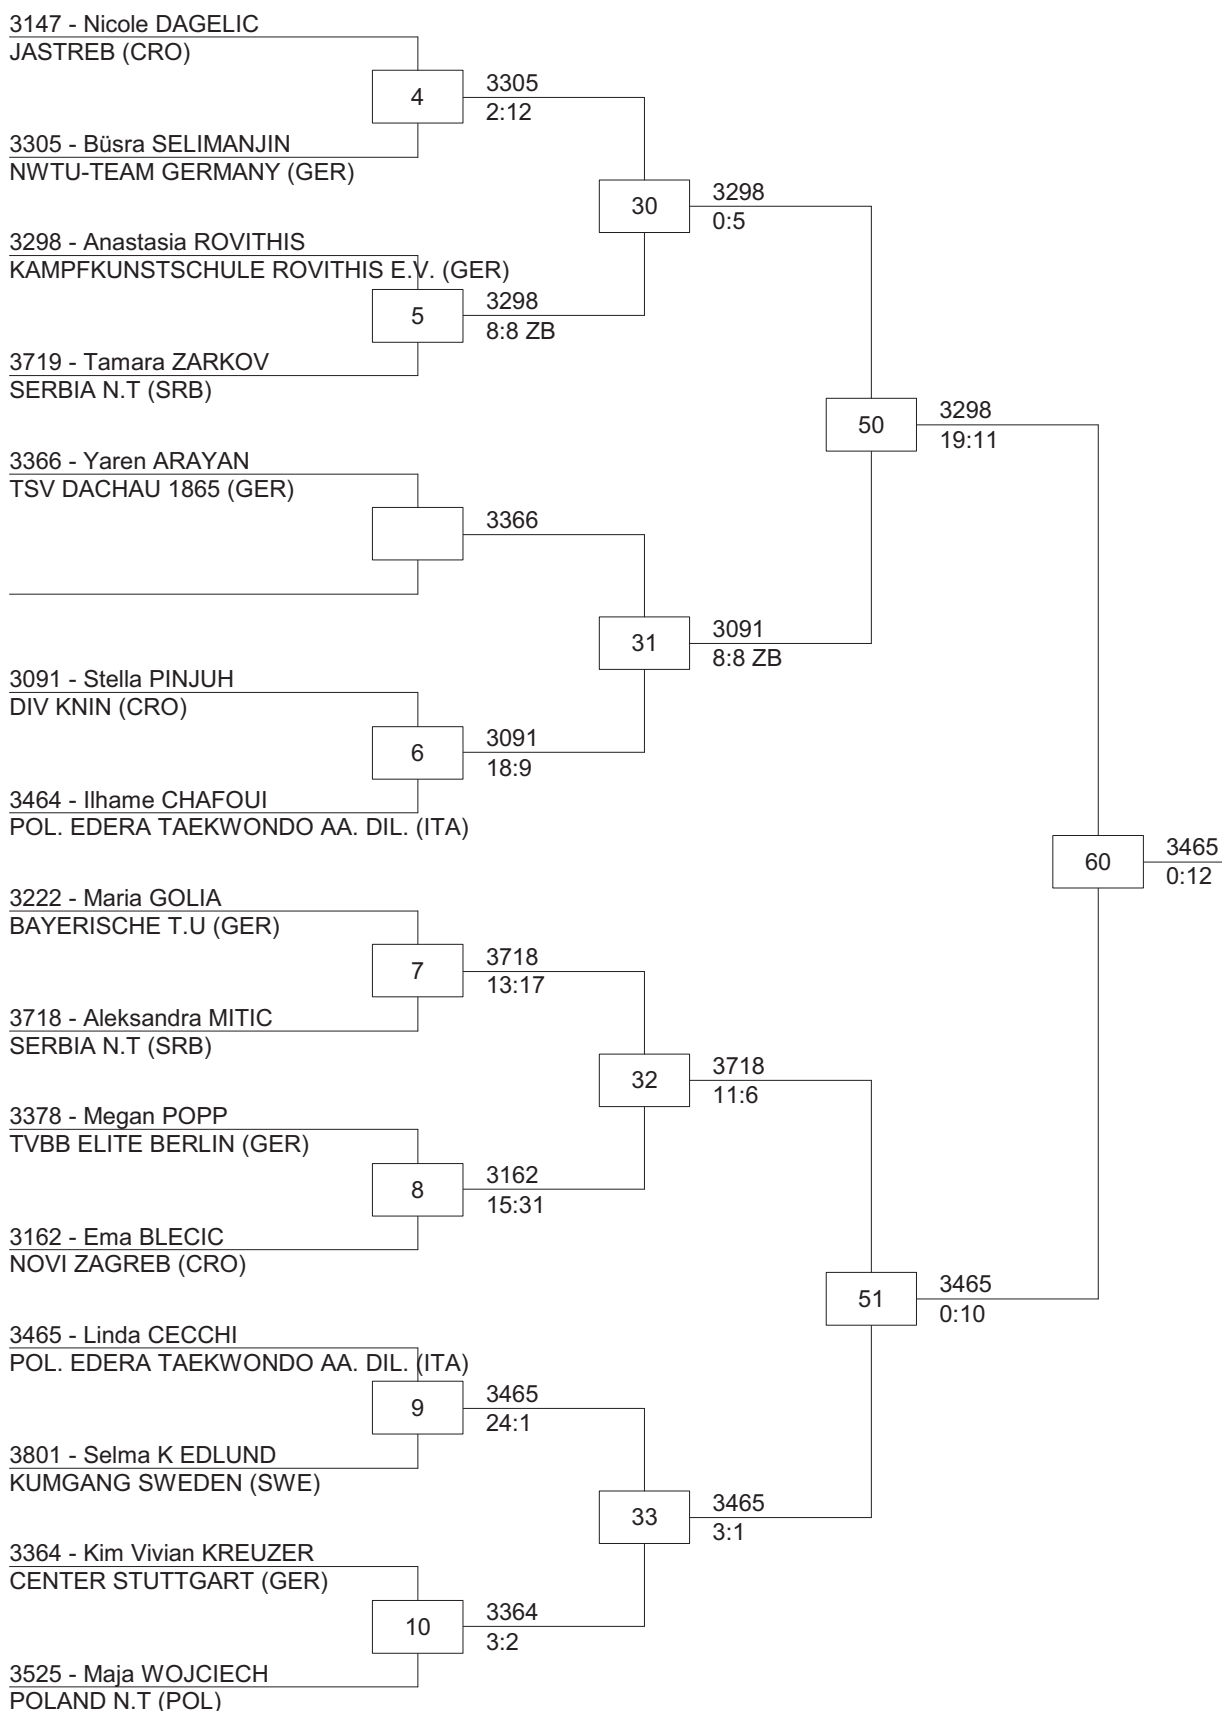 3147 - Nicole DAGELIC
JASTREB (CRO)
4
3305
2:12
3305 - Büsra SELIMANJIN
NWTU-TEAM GERMANY (GER)
30
3298
0:5
3298 - Anastasia ROVITHIS
KAMPFKUNSTSCHULE ROVITHIS E.V. (GER)
5
3298
8:8 ZB
3719 - Tamara ZARKOV
SERBIA N.T (SRB)
50
3298
19:11
3366 - Yaren ARAYAN
TSV DACHAU 1865 (GER)
3366
31
3091
8:8 ZB
3091 - Stella PINJUH
DIV KNIN (CRO)
6
3091
18:9
3464 - Ilhame CHAFOUI
POL. EDERA TAEKWONDO AA. DIL. (ITA)
60
3465
0:12
3222 - Maria GOLIA
BAYERISCHE T.U (GER)
7
3718
13:17
3718 - Aleksandra MITIC
SERBIA N.T (SRB)
32
3718
11:6
3378 - Megan POPP
TVBB ELITE BERLIN (GER)
8
3162
15:31
3162 - Ema BLECIC
NOVI ZAGREB (CRO)
51
3465
0:10
3465 - Linda CECCHI
POL. EDERA TAEKWONDO AA. DIL. (ITA)
9
3465
24:1
3801 - Selma K EDLUND
KUMGANG SWEDEN (SWE)
33
3465
3:1
3364 - Kim Vivian KREUZER
CENTER STUTTGART (GER)
10
3364
3:2
3525 - Maja WOJCIECH
POLAND N.T (POL)